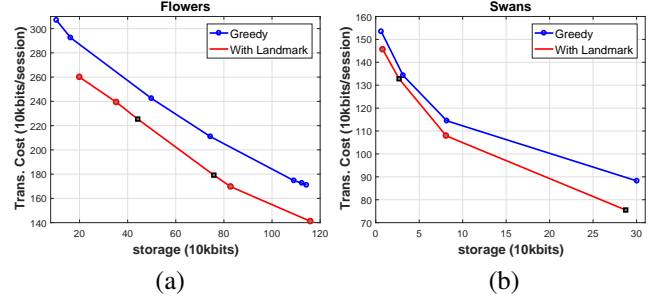 Flowers
Trans. Cost (10kbits/session)
300
280
260
240
220
200
180
160
140
20
40
60
80
100
120
storage (10kbits)
Greedy
With Landmark
(a)
Swans
Trans. Cost (10kbits/session)
160
150
140
130
120
110
100
90
80
70
0
5
10
15
20
25
30
storage (10kbits)
Greedy
With Landmark
(b)